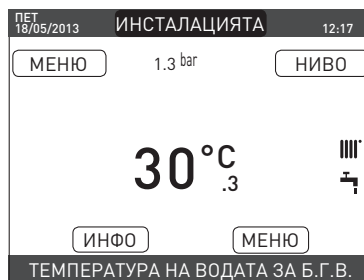 ПЕТ
18/05/2013 ИНСТАЛАЦИЯТА 12:17
МЕНЮ 1.3 bar НИВО
30°C
.3
ИНФО МЕНЮ
ТЕМПЕРАТУРА НА ВОДАТА ЗА Б.Г.В.